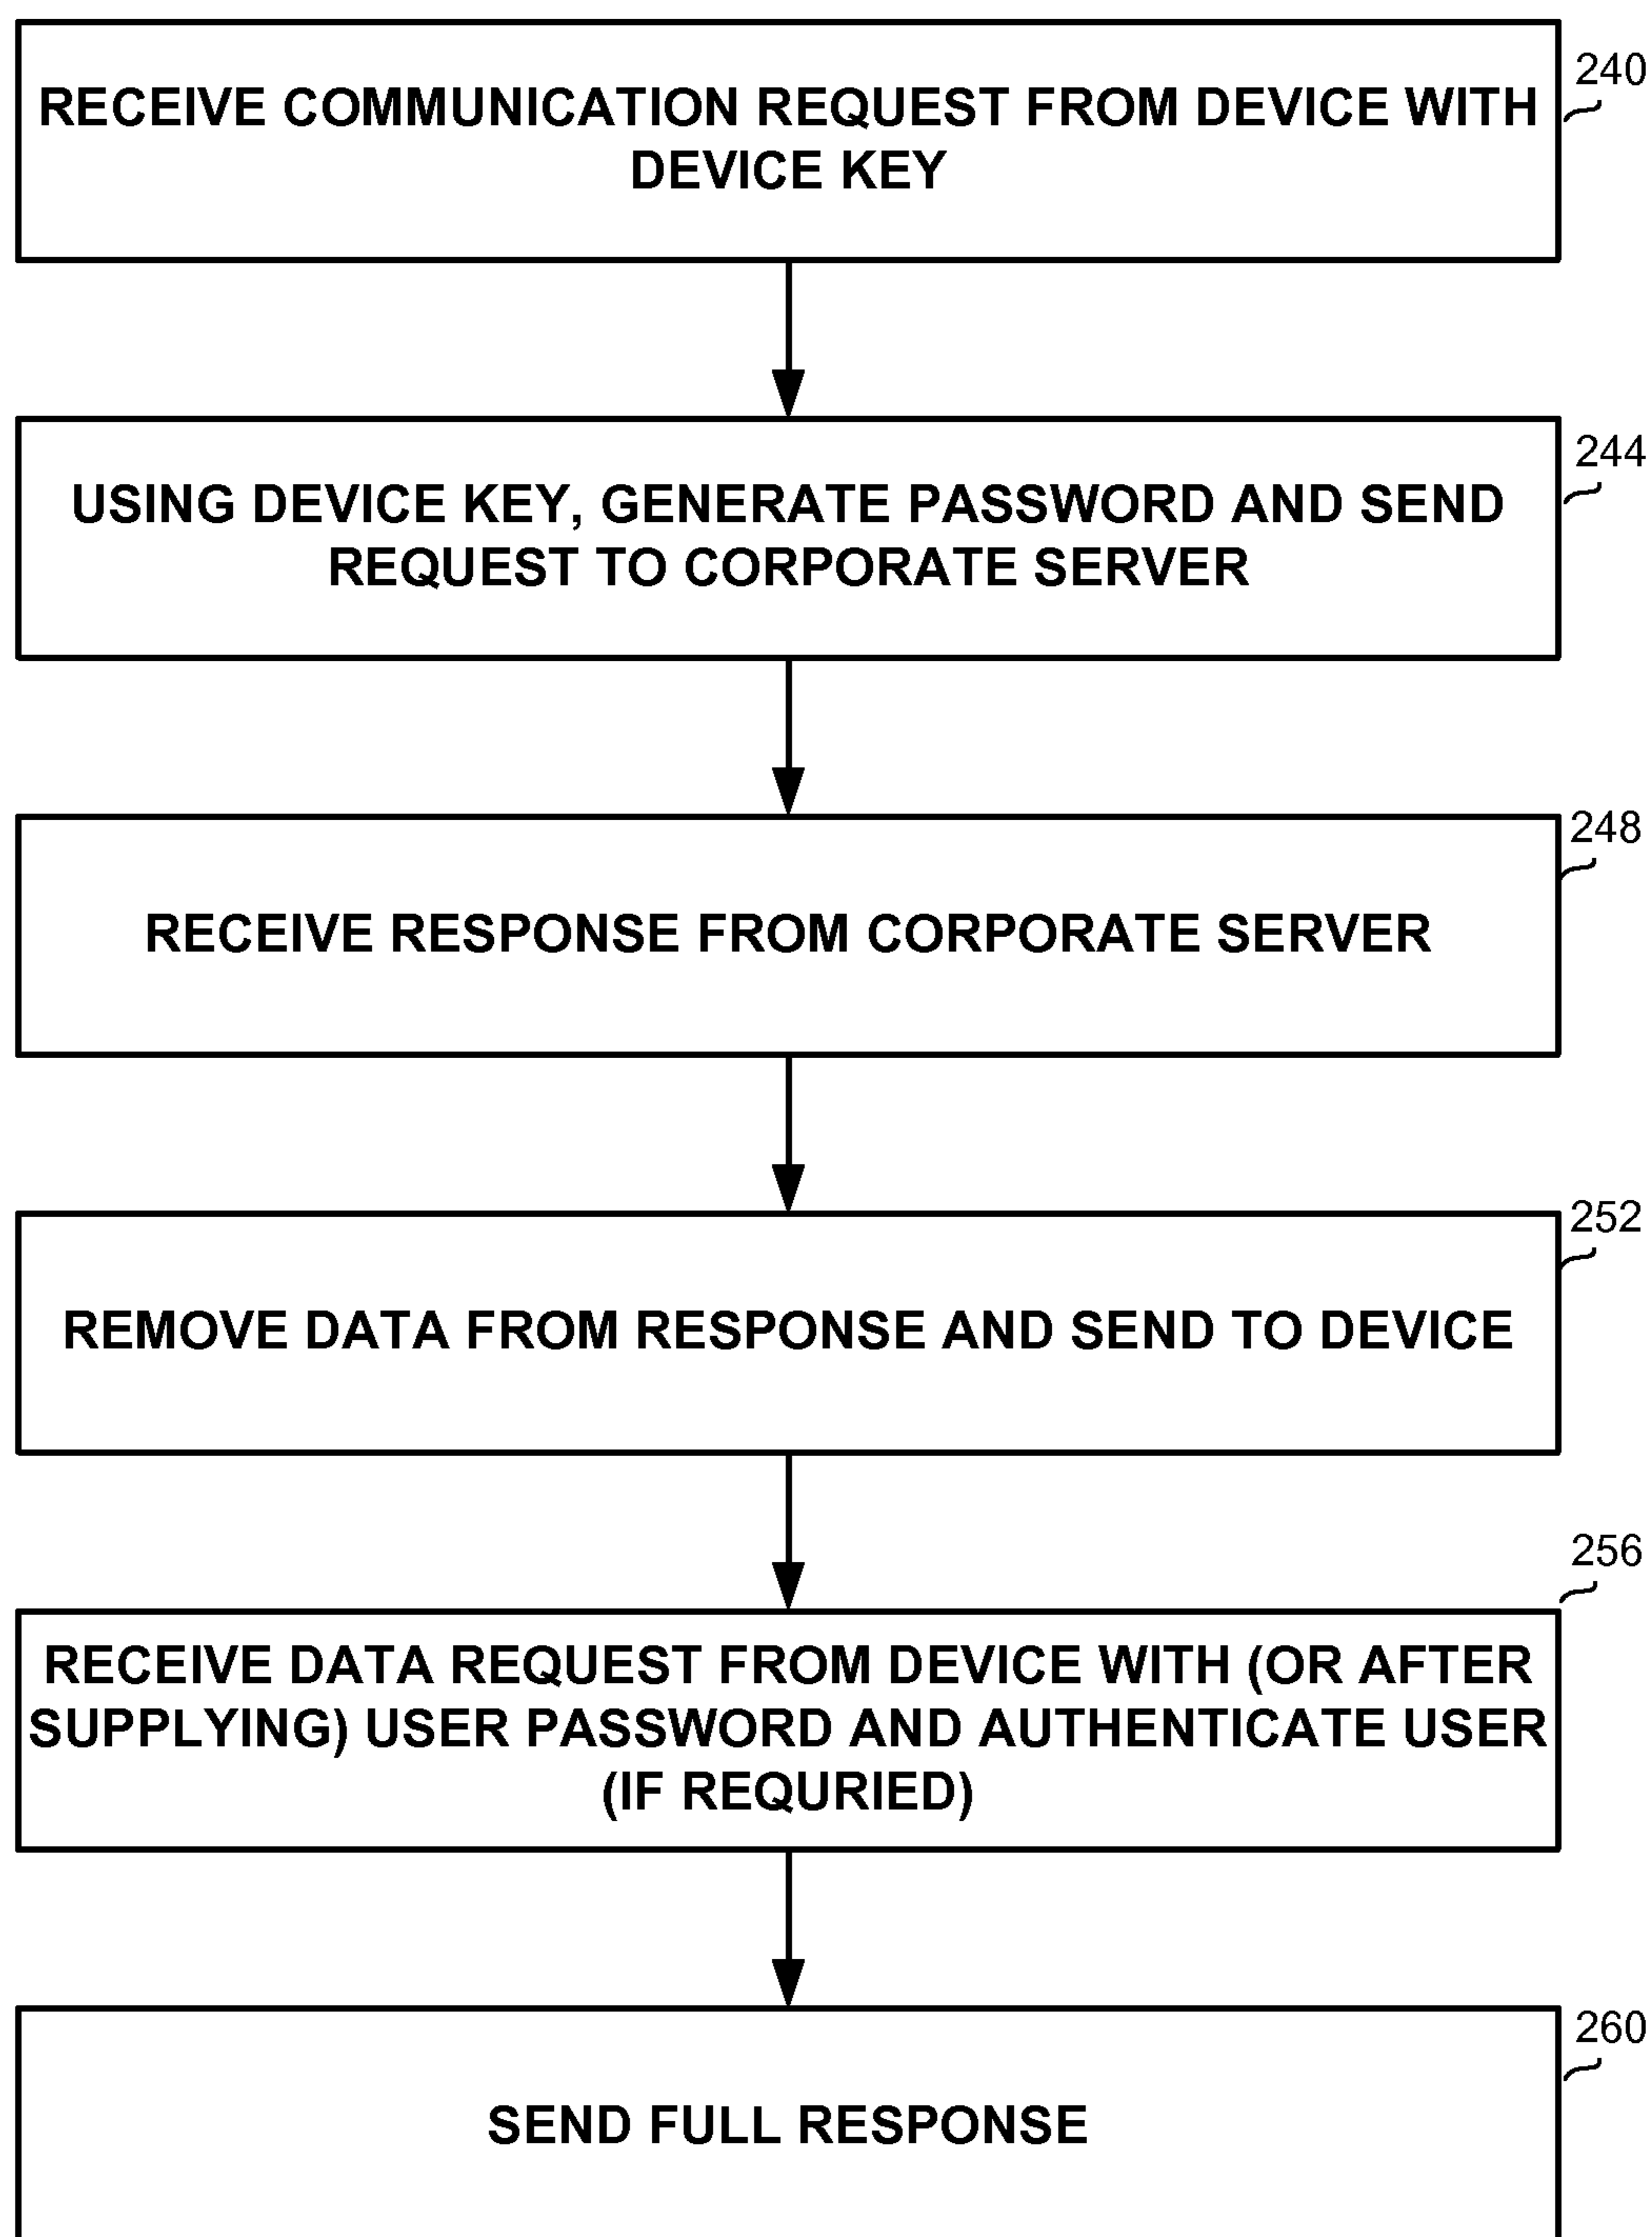 240
RECEIVE COMMUNICATION REQUEST FROM DEVICE WITH
DEVICE KEY
244
USING DEVICE KEY, GENERATE PASSWORD AND SEND
REQUEST TO CORPORATE SERVER
248
RECEIVE RESPONSE FROM CORPORATE SERVER
252
REMOVE DATA FROM RESPONSE AND SEND TO DEVICE
256
RECEIVE DATA REQUEST FROM DEVICE WITH (OR AFTER
SUPPLYING) USER PASSWORD AND AUTHENTICATE USER
(IF REQURIED)
260
SEND FULL RESPONSE